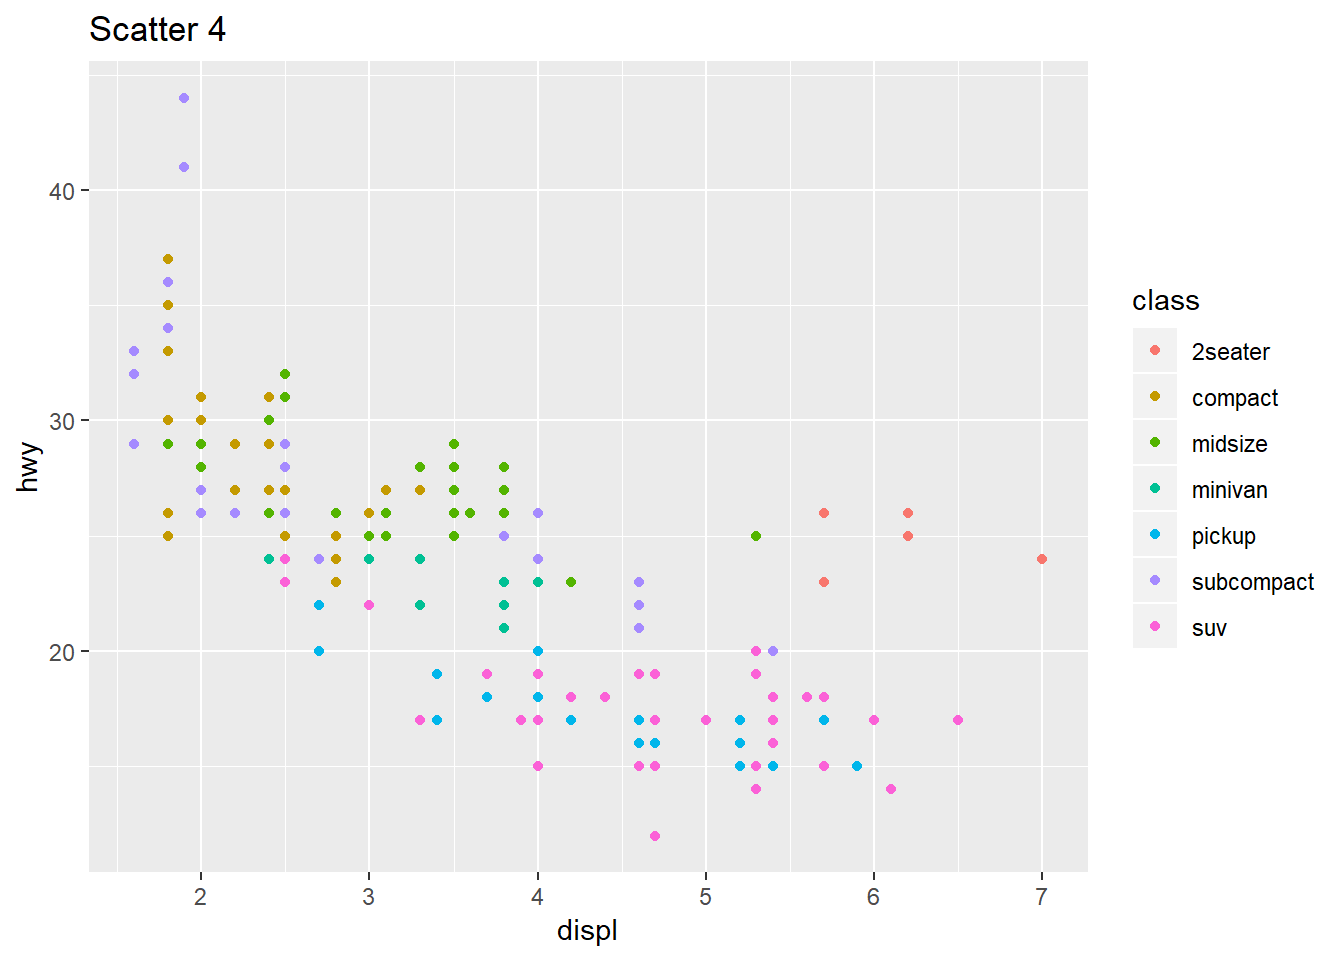 Scatter 4
hwy
40
30
20
2 3 4 5 6 7
displ
class
2seater
compact
midsize
minivan
pickup
subcompact
suv